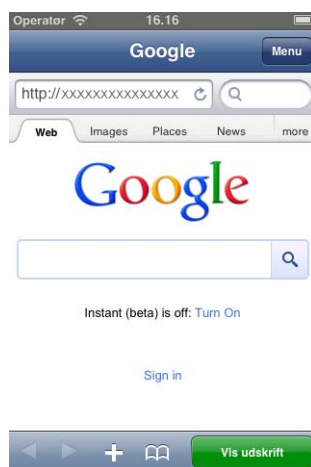 Operatør 16.16
Google Menu
http://xxxxxxxxxxxxxxx
Web Images Places News more
Google
Instant (beta) is off: Turn On
Sign in
Vis udskrift